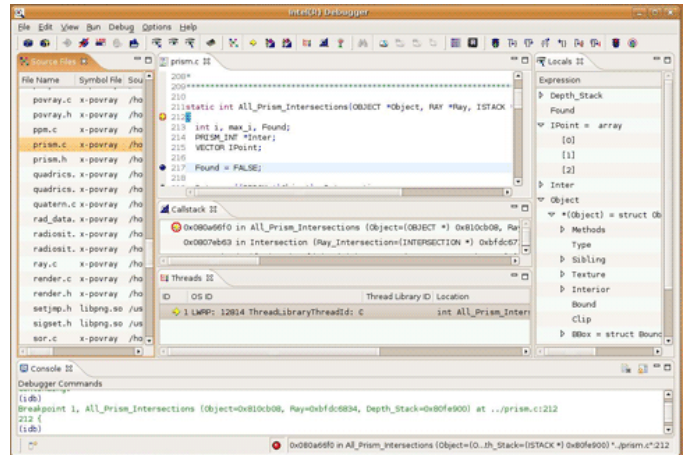 Intel(R) Debugger
File Edit View Run Debug Options Help
Source Files
File Name Symbol File Sou
povray.c x-povray /ho
povray.h x-povray /ho
ppm.c x-povray /ho
prism.c x-povray /ho
prism.h x-povray /ho
quadrics. x-povray /ho
quadrics. x-povray /ho
quatern.c x-povray /ho
rad_data. x-povray /ho
radiosit. x-povray /ho
radiosit. x-povray /ho
ray.c x-povray /ho
render.c x-povray /ho
render.h x-povray /ho
setjmp.h libpng.so /us
sigset.h libpng.so /us
sor.c x-povray /ho
prism.c
208*
209*****************************************************
210
211static int All_Prism_Intersections(OBJECT *Object, RAY *Ray, ISTACK *
212{
213 int i, max_i, Found;
214 PRISM_INT *Inter;
215 VECTOR IPoint;
216
217 Found = FALSE;
218
Callstack
0x080a66f0 in All_Prism_Intersections (Object=(OBJECT *) 0x810cb08, Ra
0x0807eb63 in Intersection (Ray_Intersection=(INTERSECTION *) 0xbfdc67
Threads
ID OS ID Thread Library ID Location
1 LWRP: 12014 ThreadLibraryThreadId: 0 int All_Prism_Inter
Locals
Expression
Depth_Stack
Found
IPoint = array
[0]
[1]
[2]
Inter
Object
*(Object) = struct Ob
Methods
Type
Sibling
Texture
Interior
Bound
Clip
BBox = struct Bound
Console
Debugger Commands
(idb)
Breakpoint 1, All_Prism_Intersections (Object=0x810cb08, Ray=0xbfdc6834, Depth_Stack=0x80fe900) at ../prism.c:212
212 {
(idb)
0x080a66f0 in All_Prism_Intersections (Object=(O...th_Stack=(ISTACK *) 0x80fe900) "../prism.c":212